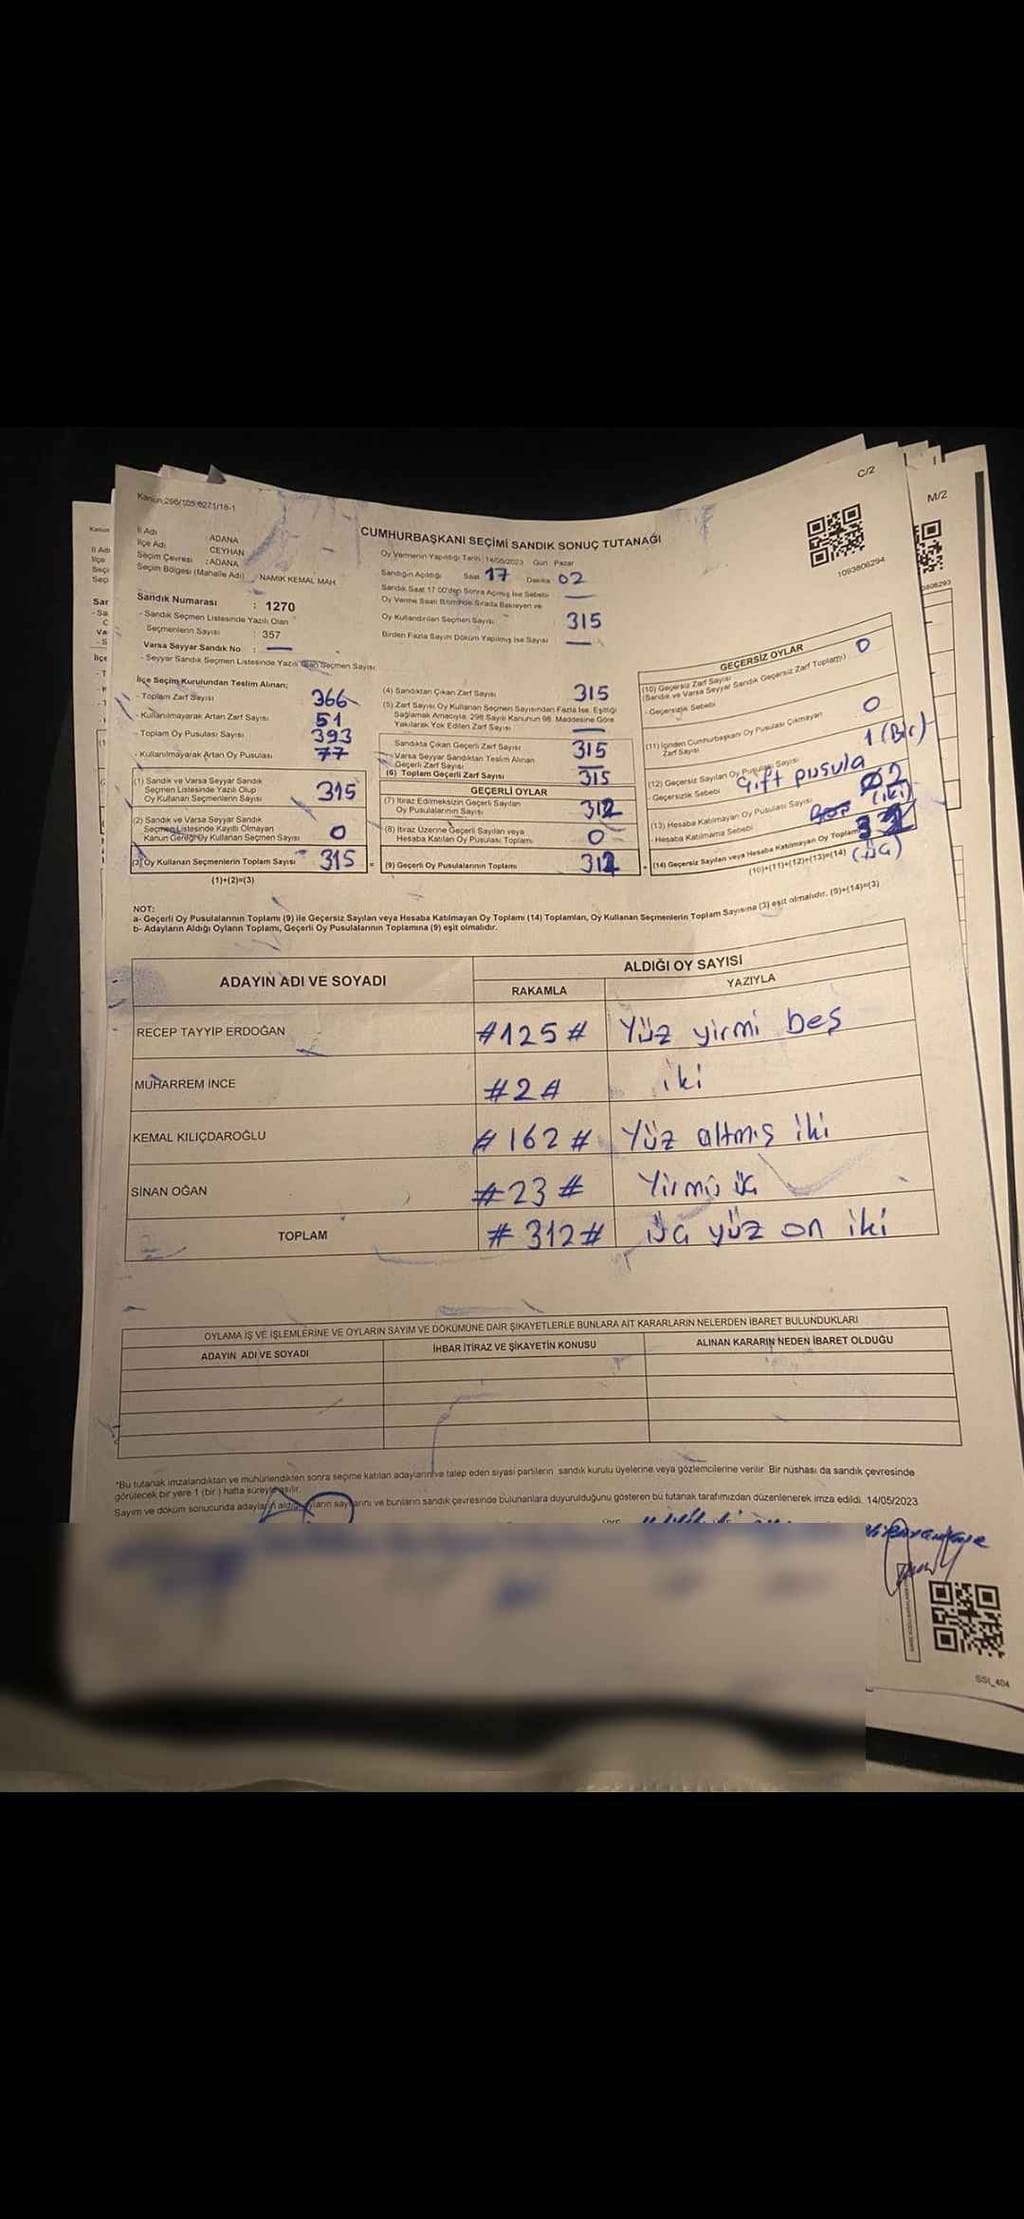 C/2
M/2
Kanun:298/105;6271/18-1
CUMHURBAŞKANI SEÇİMİ SANDIK SONUÇ TUTANAĞI
1093806294
İl Adı : ADANA
İlçe Adı : CEYHAN
Seçim Çevresi : ADANA
Seçim Bölgesi (Mahalle Adı) : NAMIK KEMAL MAH.
Oy Vermenin Yapıldığı Tarih : 14/05/2023 Gün: Pazar
Sandığın Açıldığı Saat 17 Dakika 02
Sandık Saat 17.00'den Sonra Açılmış İse Sebebi
Oy Verme Saati Bitiminde Sırada Bekleyen ve
Oy Kullandırılan Seçmen Sayısı 315
Birden Fazla Sayım Döküm Yapılmış İse Sayısı —
Sandık Numarası : 1270
- Sandık Seçmen Listesinde Yazılı Olan
Seçmenlerin Sayısı : 357
Varsa Seyyar Sandık No : —
- Seyyar Sandık Seçmen Listesinde Yazılı Olan Seçmen Sayısı:
İlçe Seçim Kurulundan Teslim Alınan;
- Toplam Zarf Sayısı 366
- Kullanılmayarak Artan Zarf Sayısı 51
- Toplam Oy Pusulası Sayısı 393
- Kullanılmayarak Artan Oy Pusulası 77
(1) Sandık ve Varsa Seyyar Sandık
Seçmen Listesinde Yazılı Olup
Oy Kullanan Seçmenlerin Sayısı 315
(2) Sandık ve Varsa Seyyar Sandık
Seçmen Listesinde Kayıtlı Olmayan
Kanun Gereği Oy Kullanan Seçmen Sayısı 0
(3) Oy Kullanan Seçmenlerin Toplam Sayısı 315 =
(1)+(2)=(3)
(4) Sandıktan Çıkan Zarf Sayısı 315
(5) Zarf Sayısı Oy Kullanan Seçmen Sayısından Fazla İse, Eşitliği
Sağlamak Amacıyla, 298 Sayılı Kanunun 98. Maddesine Göre
Yakılarak Yok Edilen Zarf Sayısı —
Sandıkta Çıkan Geçerli Zarf Sayısı 315
Varsa Seyyar Sandıktan Teslim Alınan
Geçerli Zarf Sayısı —
(6) Toplam Geçerli Zarf Sayısı 315
GEÇERLİ OYLAR
(7) İtiraz Edilmeksizin Geçerli Sayılan
Oy Pusulalarının Sayısı 312
(8) İtiraz Üzerine Geçerli Sayılan veya
Hesaba Katılan Oy Pusulası Toplamı 0
(9) Geçerli Oy Pusulalarının Toplamı 312 +
GEÇERSİZ OYLAR
(10) Geçersiz Zarf Sayısı
(Sandık ve Varsa Seyyar Sandık Geçersiz Zarf Toplamı) 0
- Geçersizlik Sebebi
(11) İçinden Cumhurbaşkanı Oy Pusulası Çıkmayan
Zarf Sayısı 0
(12) Geçersiz Sayılan Oy Pusulası Sayısı 1 (Bir)
- Geçersizlik Sebebi Çift pusula
(13) Hesaba Katılmayan Oy Pusulası Sayısı 2 (iki)
- Hesaba Katılmama Sebebi
(14) Geçersiz Sayılan veya Hesaba Katılmayan Oy Toplamı 3 (üç)
(10)+(11)+(12)+(13)=(14)
NOT:
a- Geçerli Oy Pusulalarının Toplamı (9) ile Geçersiz Sayılan veya Hesaba Katılmayan Oy Toplamı (14) Toplamları, Oy Kullanan Seçmenlerin Toplam Sayısına (3) eşit olmalıdır. (9)+(14)=(3)
b- Adayların Aldığı Oyların Toplamı, Geçerli Oy Pusulalarının Toplamına (9) eşit olmalıdır.
ADAYIN ADI VE SOYADI ALDIĞI OY SAYISI
RAKAMLA YAZIYLA
RECEP TAYYİP ERDOĞAN #125# Yüz yirmi beş
MUHARREM İNCE #2# iki
KEMAL KILIÇDAROĞLU #162# Yüz altmış iki
SİNAN OĞAN #23# Yirmi üç
TOPLAM #312# üç yüz on iki
OYLAMA İŞ VE İŞLEMLERİNE VE OYLARIN SAYIM VE DÖKÜMÜNE DAİR ŞİKAYETLERLE BUNLARA AİT KARARLARIN NELERDEN İBARET BULUNDUKLARI
ADAYIN ADI VE SOYADI İHBAR İTİRAZ VE ŞİKAYETİN KONUSU ALINAN KARARIN NEDEN İBARET OLDUĞU
*Bu tutanak imzalandıktan ve mühürlendikten sonra seçime katılan adayların ve talep eden siyasi partilerin sandık kurulu üyelerine veya gözlemcilerine verilir. Bir nüshası da sandık çevresinde
görülecek bir yere 1 (bir) hafta süreyle asılır.
Sayım ve döküm sonucunda adayların aldığı oyların sayılarını ve bunların sandık çevresinde bulunanlara duyurulduğunu gösteren bu tutanak tarafımızdan düzenlenerek imza edildi. 14/05/2023
SSI_404